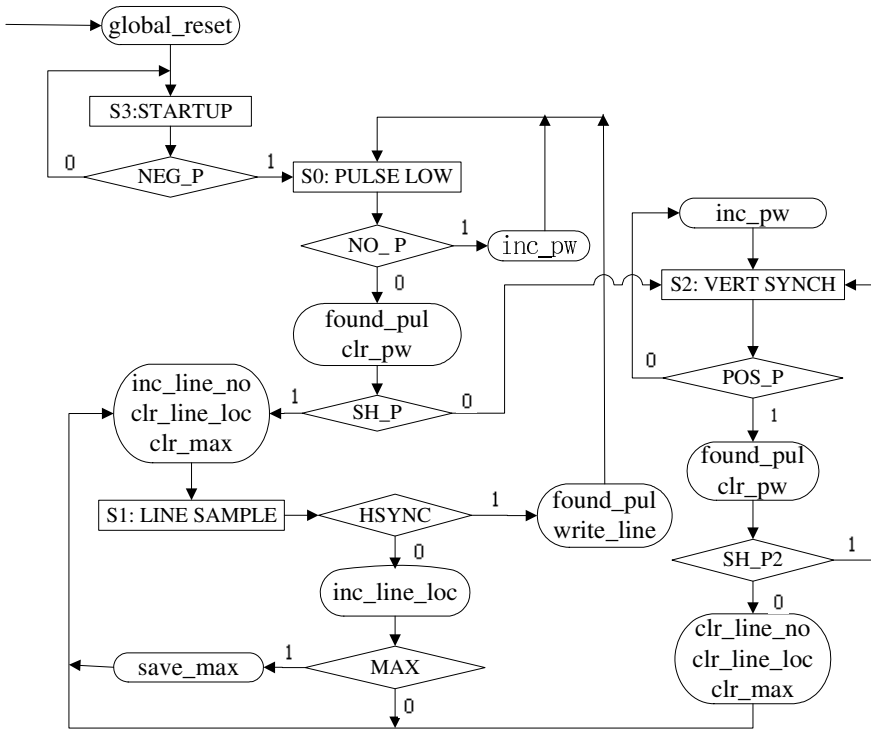 global_reset
S3:STARTUP
0
NEG_P
1
S0: PULSE LOW
NO_ P
1
inc_pw
0
found_pul
clr_pw
SH_P
1
0
inc_line_no
clr_line_loc
clr_max
S1: LINE SAMPLE
HSYNC
1
found_pul
write_line
0
inc_line_loc
MAX
1
save_max
0
inc_pw
S2: VERT SYNCH
0
POS_P
1
found_pul
clr_pw
SH_P2
1
0
clr_line_no
clr_line_loc
clr_max